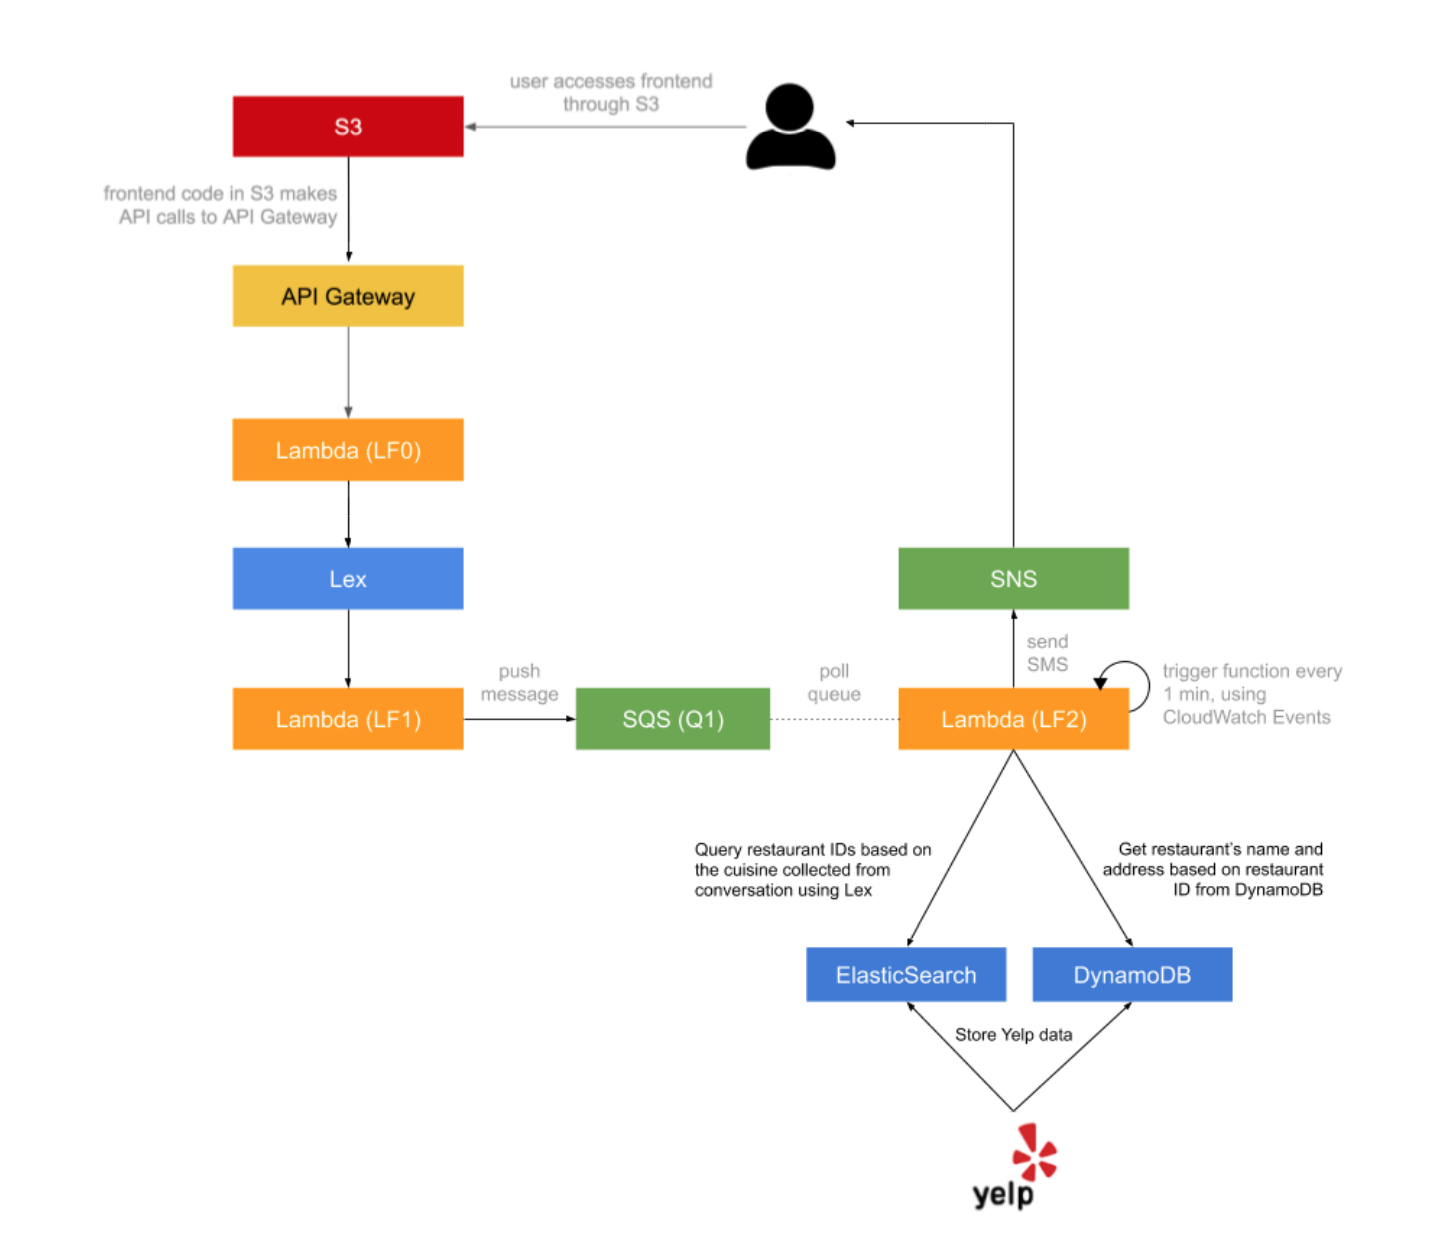 user accesses frontend
through S3
S3
frontend code in S3 makes
API calls to API Gateway
API Gateway
Lambda (LF0)
Lex
SNS
send
SMS
push
message
poll
queue
trigger function every
1 min, using
CloudWatch Events
Lambda (LF1)
SQS (Q1)
Lambda (LF2)
Query restaurant IDs based on
the cuisine collected from
conversation using Lex
Get restaurant's name and
address based on restaurant
ID from DynamoDB
ElasticSearch
DynamoDB
Store Yelp data
yelp